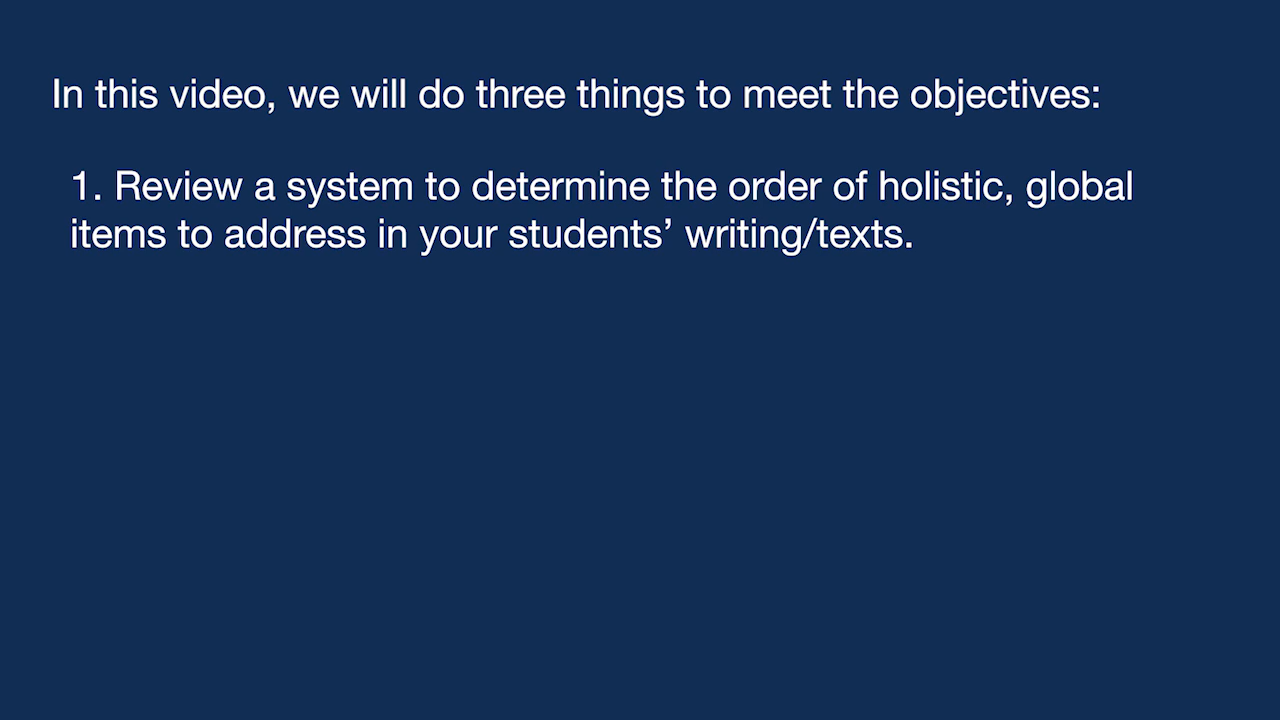 In this video, we will do three things to meet the objectives:
1. Review a system to determine the order of holistic, global
items to address in your students’ writing/texts.